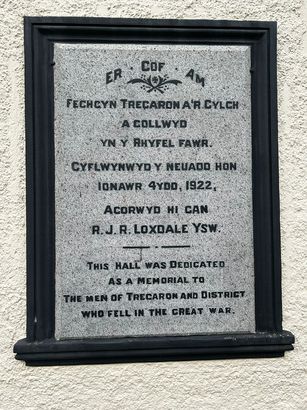 ER · COF · AM
FECHGYN TREGARON A'R CYLCH
A GOLLWYD
YN Y RHYFEL FAWR.
CYFLWYNWYD Y NEUADD HON
IONAWR 4YDD, 1922,
AGORWYD HI GAN
R. J. R. LOXDALE YSW.
THIS HALL WAS DEDICATED
AS A MEMORIAL TO
THE MEN OF TREGARON AND DISTRICT
WHO FELL IN THE GREAT WAR.